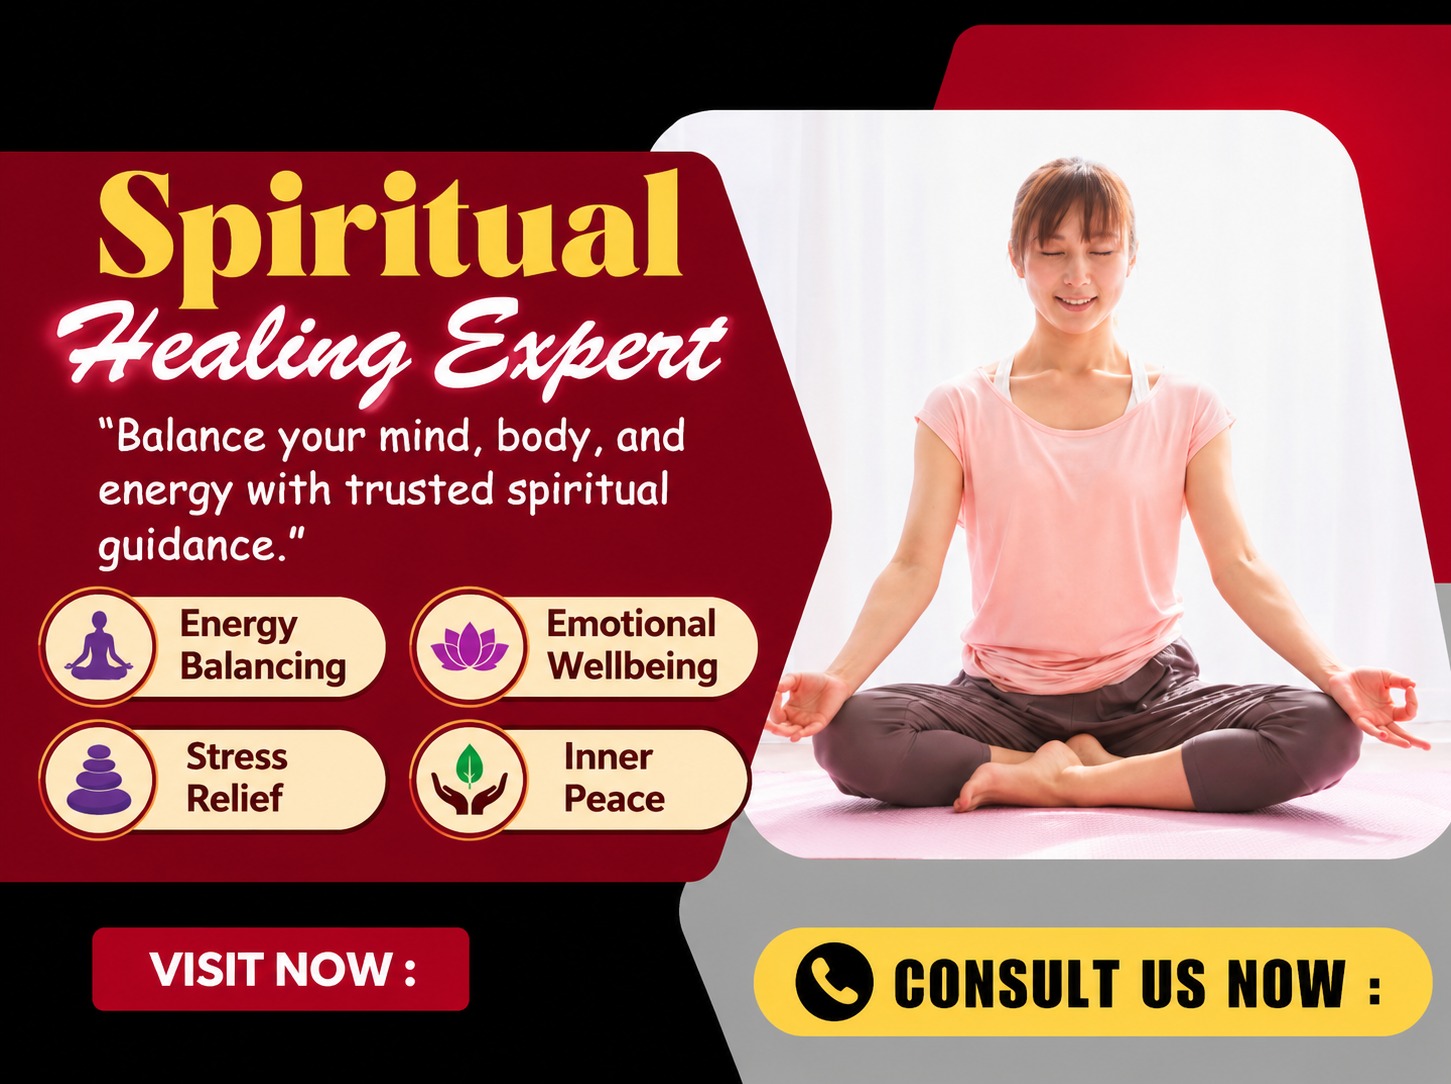 Spiritual
Healing Expert
“Balance your mind, body, and
energy with trusted spiritual
guidance.”
Energy
Balancing
Emotional
Wellbeing
Stress
Relief
Inner
Peace
VISIT NOW :
CONSULT US NOW :